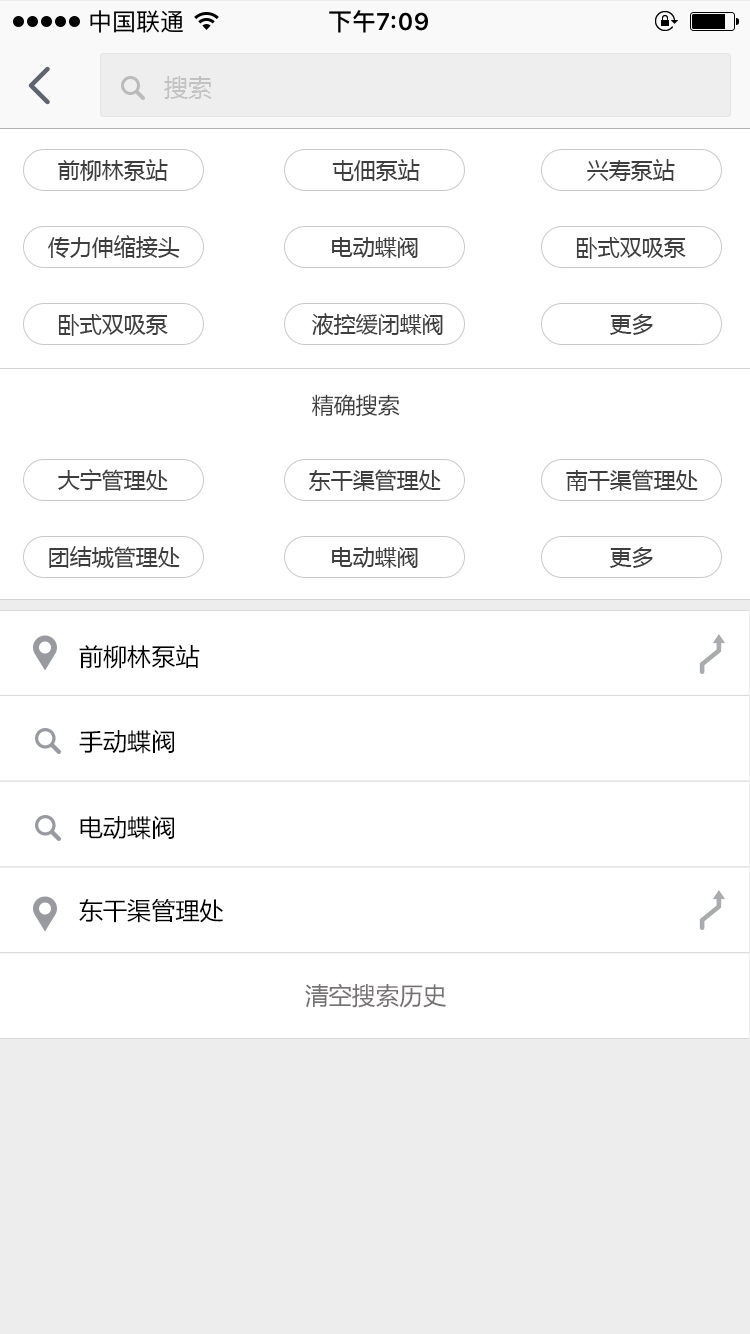 中国联通 下午7:09
搜索
前柳林泵站 屯佃泵站 兴寿泵站
传力伸缩接头 电动蝶阀 卧式双吸泵
卧式双吸泵 液控缓闭蝶阀 更多
精确搜索
大宁管理处 东干渠管理处 南干渠管理处
团结城管理处 电动蝶阀 更多
前柳林泵站
手动蝶阀
电动蝶阀
东干渠管理处
清空搜索历史